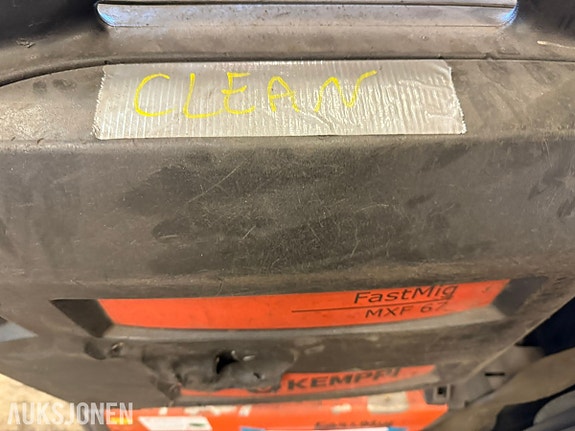 CLEAN
FastMig
MXF 67
KEMPPI
AUKSJONEN